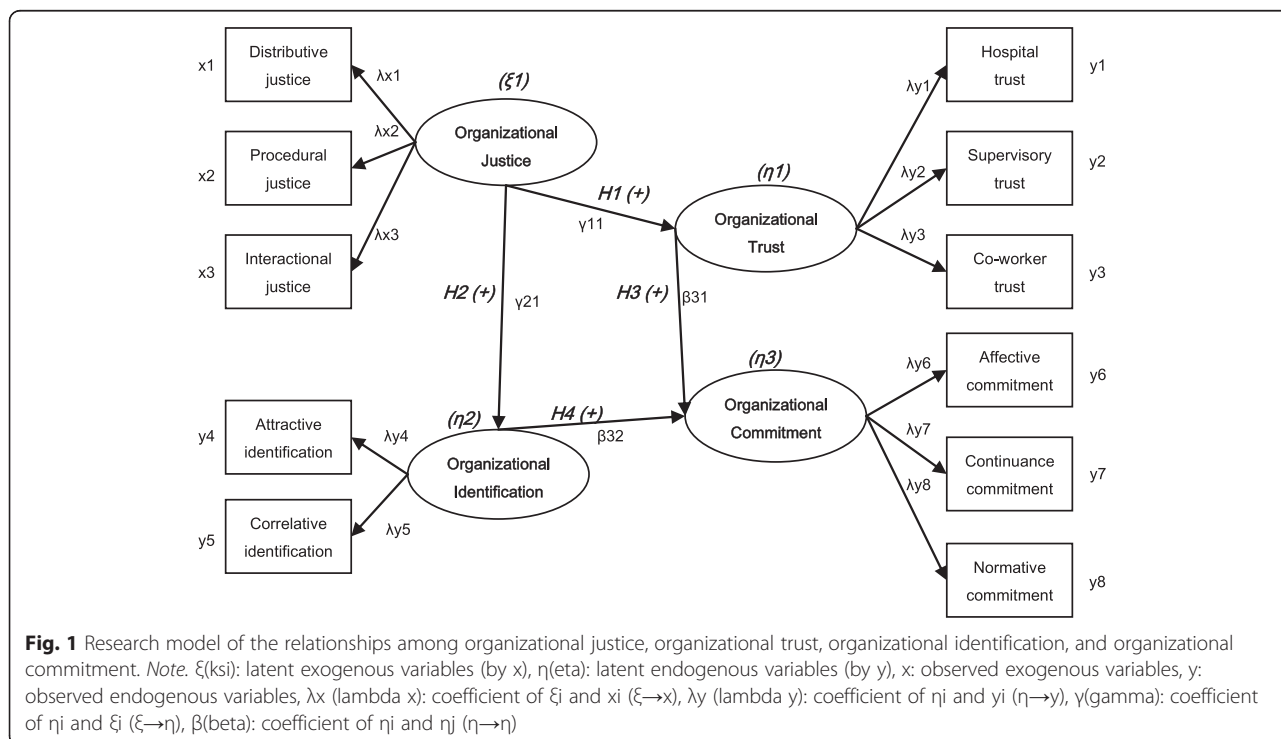 x1
Distributive
justice
λx1
x2
Procedural
justice
λx2
x3
Interactional
justice
λx3
(ξ1)
Organizational
Justice
H1 (+)
γ11
H2 (+)
γ21
(η1)
Organizational
Trust
λy1
Hospital
trust
y1
λy2
Supervisory
trust
y2
λy3
Co-worker
trust
y3
H3 (+)
β31
(η2)
Organizational
Identification
y4
Attractive
identification
λy4
y5
Correlative
identification
λy5
H4 (+)
β32
(η3)
Organizational
Commitment
λy6
Affective
commitment
y6
λy7
Continuance
commitment
y7
λy8
Normative
commitment
y8
Fig. 1 Research model of the relationships among organizational justice, organizational trust, organizational identification, and organizational
commitment. Note. ξ(ksi): latent exogenous variables (by x), η(eta): latent endogenous variables (by y), x: observed exogenous variables, y:
observed endogenous variables, λx (lambda x): coefficient of ξi and xi (ξ→x), λy (lambda y): coefficient of ηi and yi (η→y), γ(gamma): coefficient
of ηi and ξi (ξ→η), β(beta): coefficient of ηi and ηj (η→η)